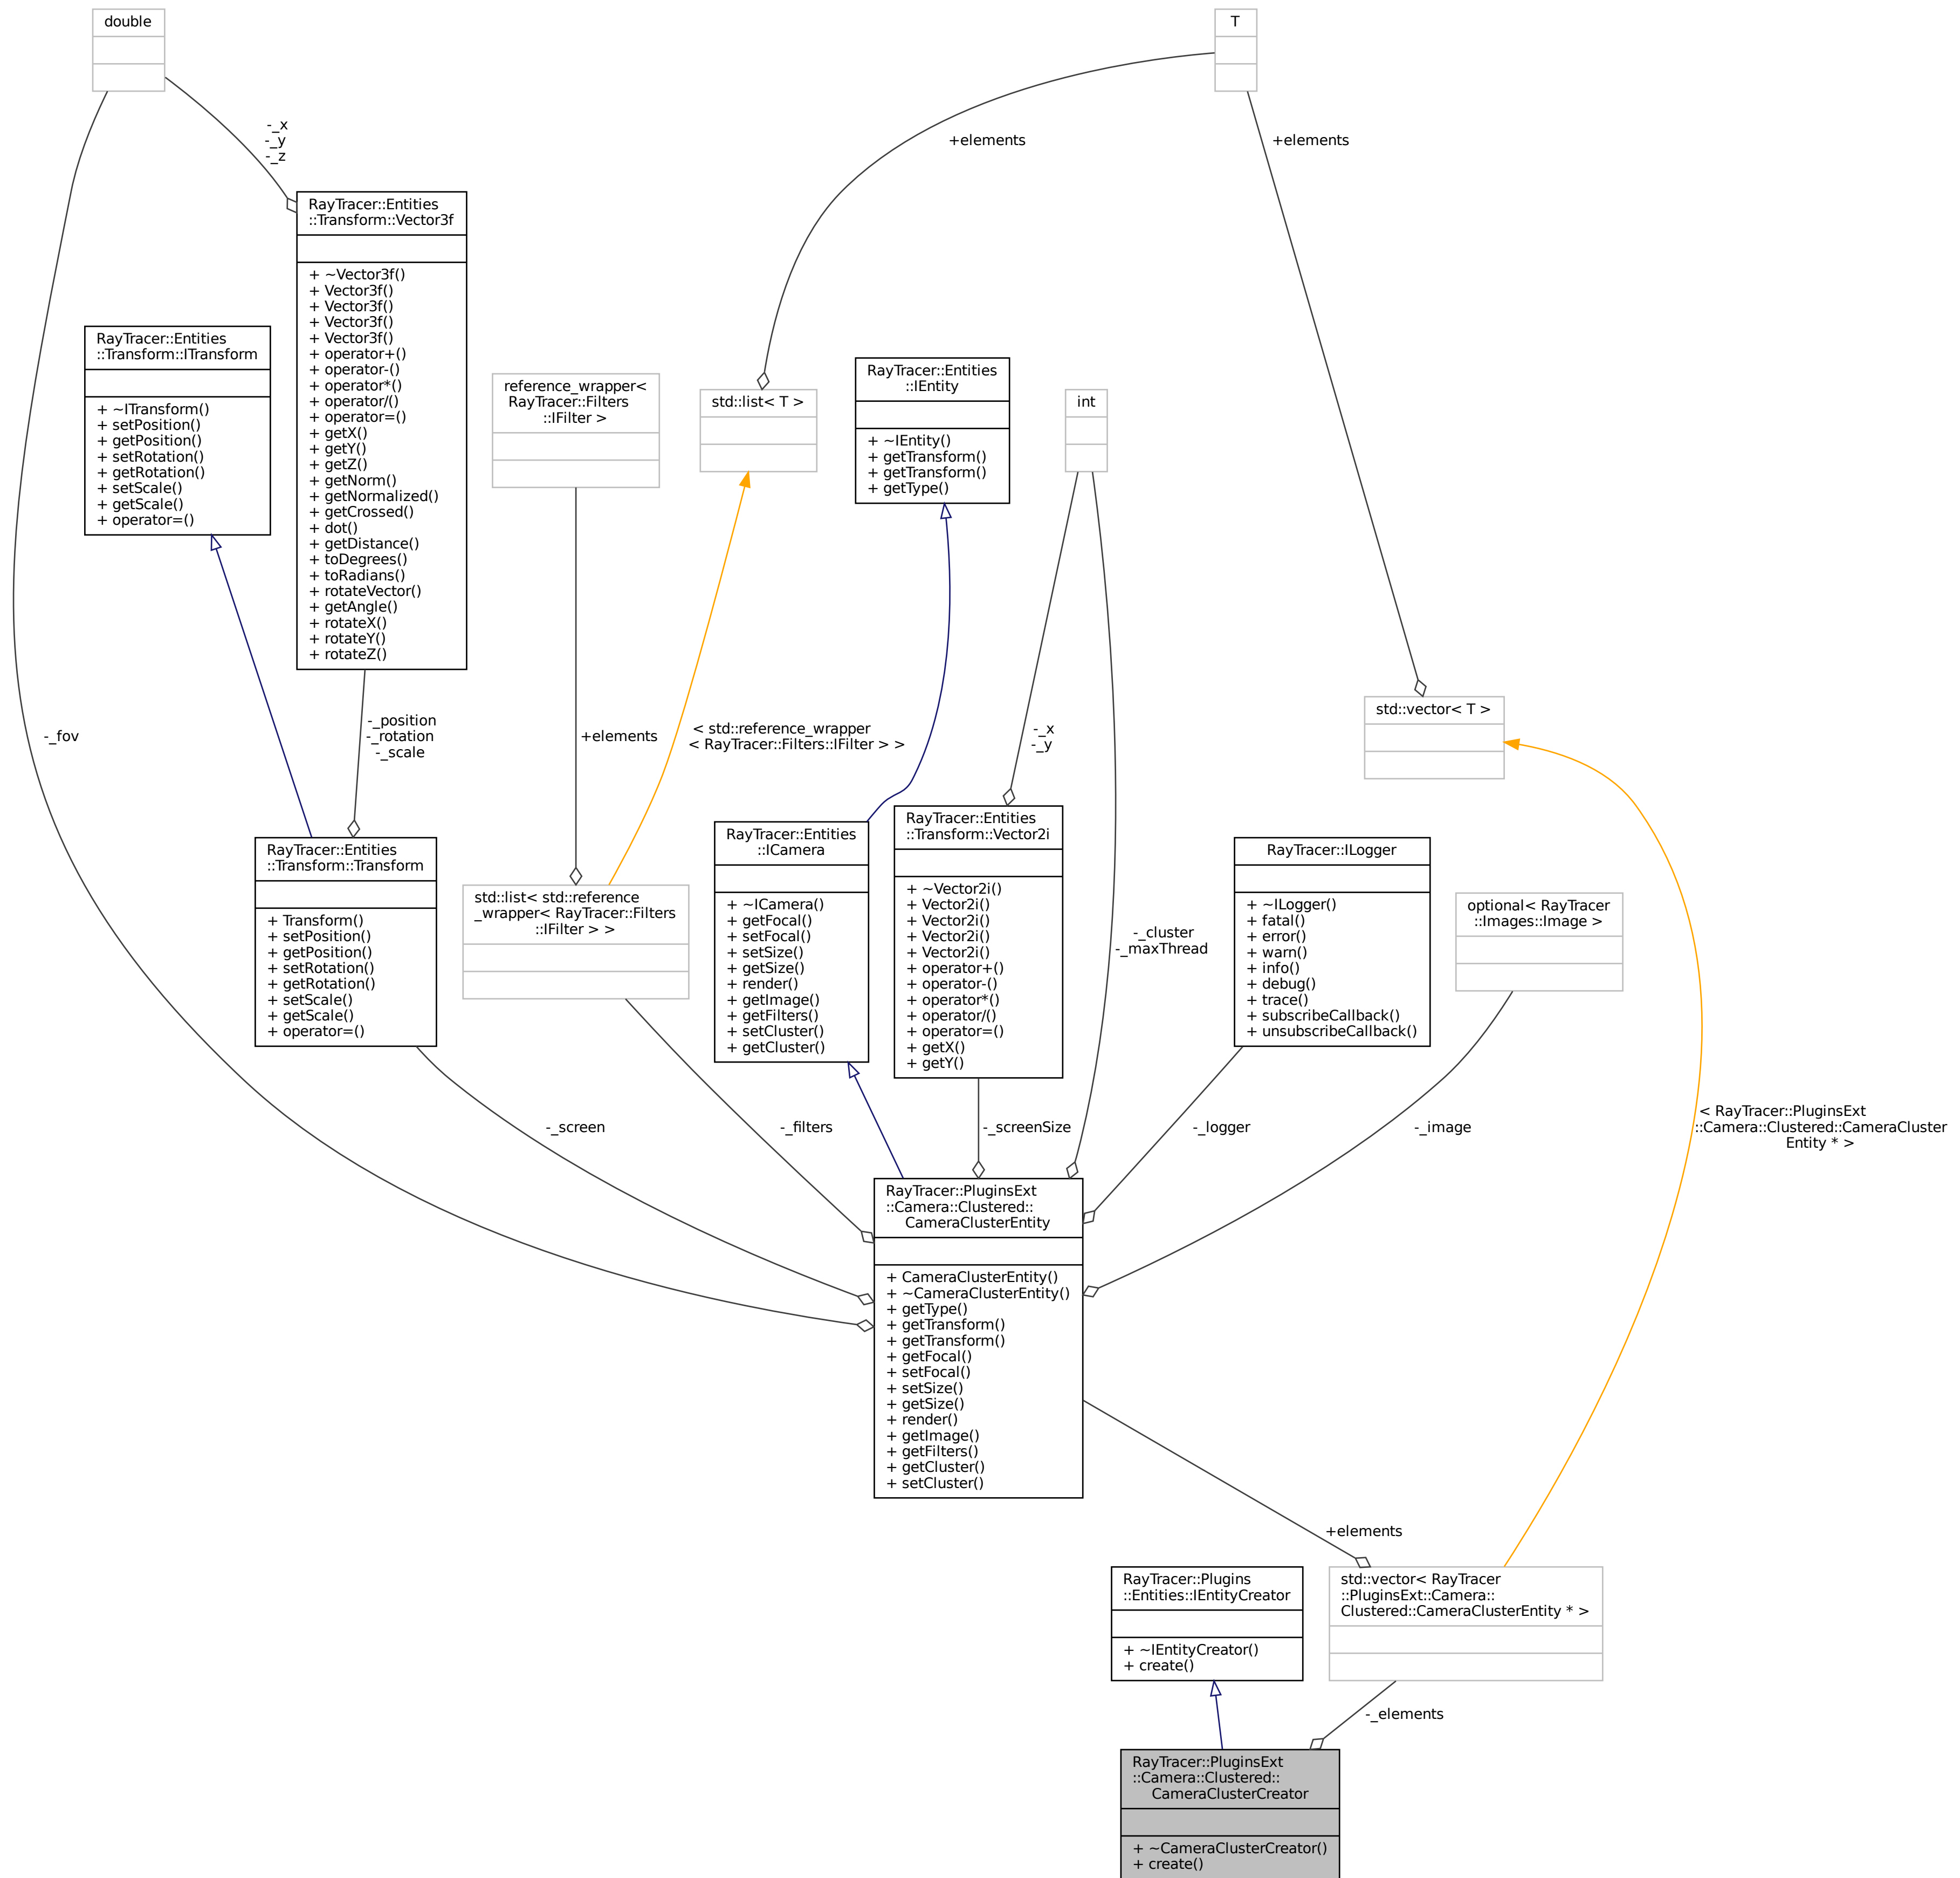 double
T
-_x
-_y
-_z
+elements
+elements
RayTracer::Entities
::Transform::Vector3f
+ ~Vector3f()
+ Vector3f()
+ Vector3f()
+ Vector3f()
+ Vector3f()
+ operator+()
+ operator-()
+ operator*()
+ operator/()
+ operator=()
+ getX()
+ getY()
+ getZ()
+ getNorm()
+ getNormalized()
+ getCrossed()
+ dot()
+ getDistance()
+ toDegrees()
+ toRadians()
+ rotateVector()
+ getAngle()
+ rotateX()
+ rotateY()
+ rotateZ()
RayTracer::Entities
::Transform::ITransform
+ ~ITransform()
+ setPosition()
+ getPosition()
+ setRotation()
+ getRotation()
+ setScale()
+ getScale()
+ operator=()
reference_wrapper<
RayTracer::Filters
::IFilter >
std::list< T >
RayTracer::Entities
::IEntity
+ ~IEntity()
+ getTransform()
+ getTransform()
+ getType()
int
std::vector< T >
-_fov
-_position
-_rotation
-_scale
+elements
< std::reference_wrapper
< RayTracer::Filters::IFilter > >
-_x
-_y
RayTracer::Entities
::Transform::Transform
+ Transform()
+ setPosition()
+ getPosition()
+ setRotation()
+ getRotation()
+ setScale()
+ getScale()
+ operator=()
std::list< std::reference
_wrapper< RayTracer::Filters
::IFilter > >
RayTracer::Entities
::ICamera
+ ~ICamera()
+ getFocal()
+ setFocal()
+ setSize()
+ getSize()
+ render()
+ getImage()
+ getFilters()
+ setCluster()
+ getCluster()
RayTracer::Entities
::Transform::Vector2i
+ ~Vector2i()
+ Vector2i()
+ Vector2i()
+ Vector2i()
+ Vector2i()
+ operator+()
+ operator-()
+ operator*()
+ operator/()
+ operator=()
+ getX()
+ getY()
-_cluster
-_maxThread
RayTracer::ILogger
+ ~ILogger()
+ fatal()
+ error()
+ warn()
+ info()
+ debug()
+ trace()
+ subscribeCallback()
+ unsubscribeCallback()
optional< RayTracer
::Images::Image >
-_screen
-_filters
-_screenSize
-_logger
-_image
< RayTracer::PluginsExt
::Camera::Clustered::CameraCluster
Entity * >
RayTracer::PluginsExt
::Camera::Clustered::
CameraClusterEntity
+ CameraClusterEntity()
+ ~CameraClusterEntity()
+ getType()
+ getTransform()
+ getTransform()
+ getFocal()
+ setFocal()
+ setSize()
+ getSize()
+ render()
+ getImage()
+ getFilters()
+ getCluster()
+ setCluster()
+elements
RayTracer::Plugins
::Entities::IEntityCreator
+ ~IEntityCreator()
+ create()
std::vector< RayTracer
::PluginsExt::Camera::
Clustered::CameraClusterEntity * >
-_elements
RayTracer::PluginsExt
::Camera::Clustered::
CameraClusterCreator
+ ~CameraClusterCreator()
+ create()